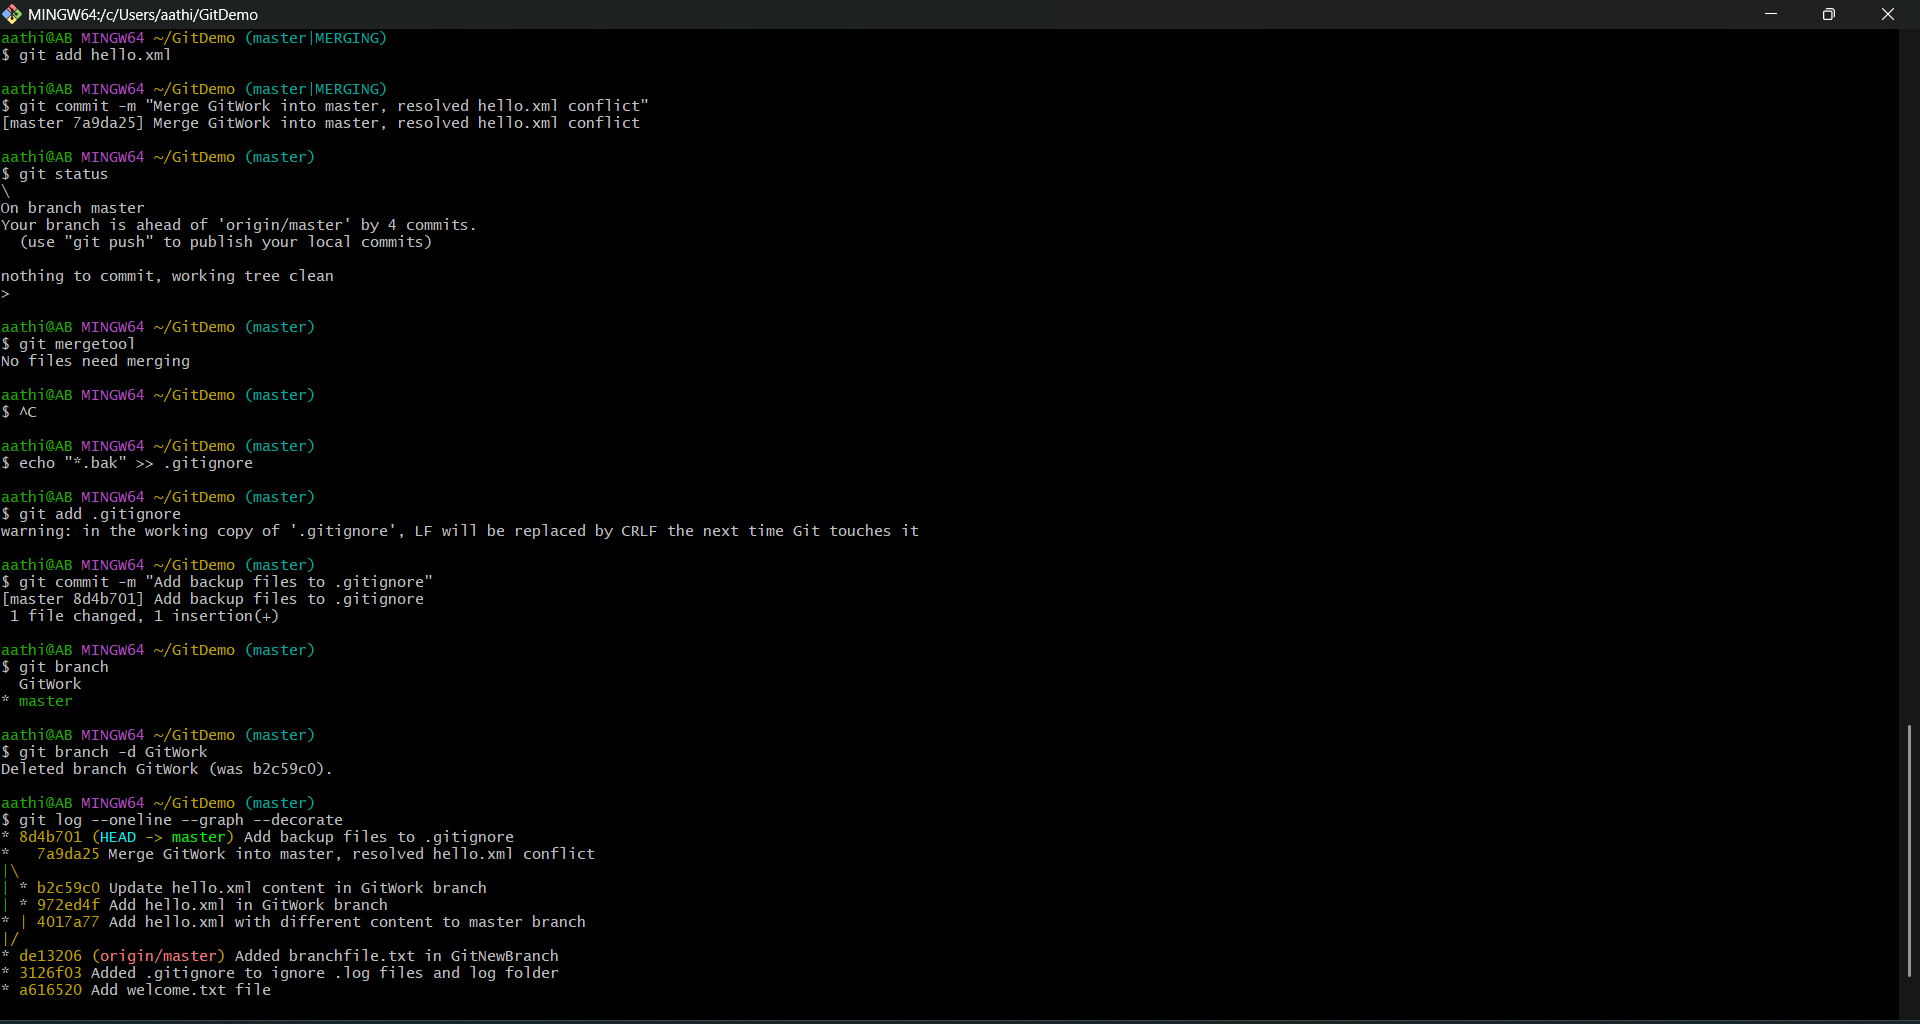 MINGW64:/c/Users/aathi/GitDemo
aathi@AB MINGW64 ~/GitDemo (master|MERGING)
$ git add hello.xml
aathi@AB MINGW64 ~/GitDemo (master|MERGING)
$ git commit -m "Merge GitWork into master, resolved hello.xml conflict"
[master 7a9da25] Merge GitWork into master, resolved hello.xml conflict
aathi@AB MINGW64 ~/GitDemo (master)
$ git status
\
On branch master
Your branch is ahead of 'origin/master' by 4 commits.
  (use "git push" to publish your local commits)
nothing to commit, working tree clean
>
aathi@AB MINGW64 ~/GitDemo (master)
$ git mergetool
No files need merging
aathi@AB MINGW64 ~/GitDemo (master)
$ ^C
aathi@AB MINGW64 ~/GitDemo (master)
$ echo "*.bak" >> .gitignore
aathi@AB MINGW64 ~/GitDemo (master)
$ git add .gitignore
warning: in the working copy of '.gitignore', LF will be replaced by CRLF the next time Git touches it
aathi@AB MINGW64 ~/GitDemo (master)
$ git commit -m "Add backup files to .gitignore"
[master 8d4b701] Add backup files to .gitignore
 1 file changed, 1 insertion(+)
aathi@AB MINGW64 ~/GitDemo (master)
$ git branch
  GitWork
* master
aathi@AB MINGW64 ~/GitDemo (master)
$ git branch -d GitWork
Deleted branch GitWork (was b2c59c0).
aathi@AB MINGW64 ~/GitDemo (master)
$ git log --oneline --graph --decorate
* 8d4b701 (HEAD -> master) Add backup files to .gitignore
*   7a9da25 Merge GitWork into master, resolved hello.xml conflict
|\
| * b2c59c0 Update hello.xml content in GitWork branch
| * 972ed4f Add hello.xml in GitWork branch
* | 4017a77 Add hello.xml with different content to master branch
|/
* de13206 (origin/master) Added branchfile.txt in GitNewBranch
* 3126f03 Added .gitignore to ignore .log files and log folder
* a616520 Add welcome.txt file